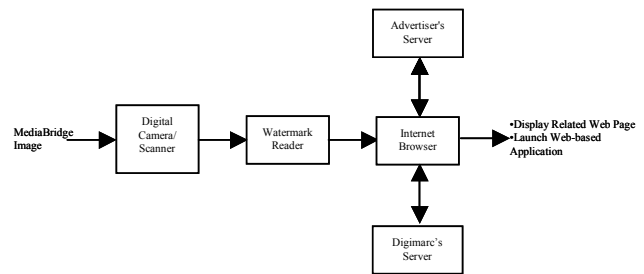 Advertiser's
Server
MediaBridge
Image
Digital
Camera/
Scanner
Watermark
Reader
Internet
Browser
•Display Related Web Page
•Launch Web-based
Application
Digimarc's
Server